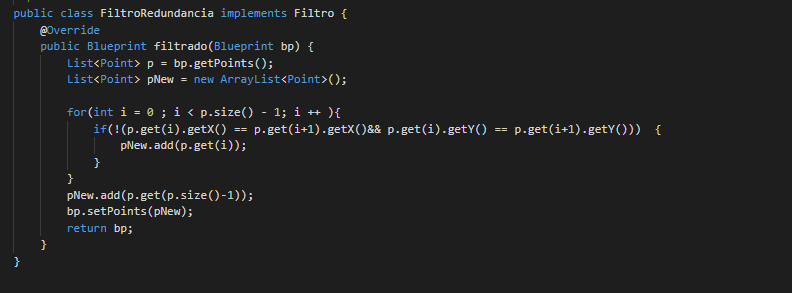 public class FiltroRedundancia implements Filtro {
@Override
public Blueprint filtrado(Blueprint bp) {
List<Point> p = bp.getPoints();
List<Point> pNew = new ArrayList<Point>();
for(int i = 0 ; i < p.size() - 1; i ++ ){
if(!(p.get(i).getX() == p.get(i+1).getX()&& p.get(i).getY() == p.get(i+1).getY()))  {
pNew.add(p.get(i));
}
}
pNew.add(p.get(p.size()-1));
bp.setPoints(pNew);
return bp;
}
}